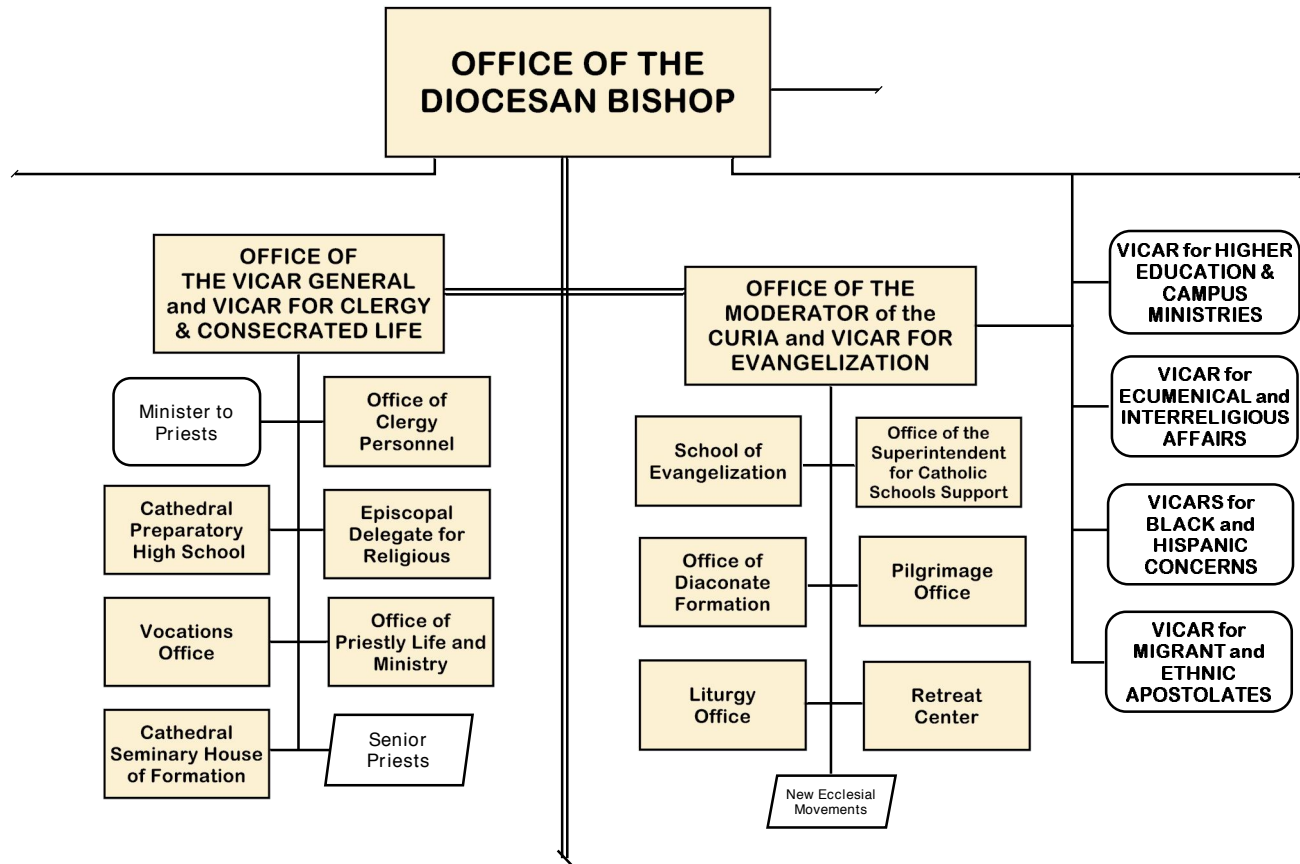 OFFICE OF THE
DIOCESAN BISHOP
OFFICE OF
THE VICAR GENERAL
and VICAR FOR CLERGY
& CONSECRATED LIFE
Minister to
Priests
Office of
Clergy
Personnel
Cathedral
Preparatory
High School
Episcopal
Delegate for
Religious
Vocations
Office
Office of
Priestly Life and
Ministry
Cathedral
Seminary House
of Formation
Senior
Priests
OFFICE OF THE
MODERATOR of the
CURIA and VICAR FOR
EVANGELIZATION
School of
Evangelization
Office of the
Superintendent
for Catholic
Schools Support
Office of
Diaconate
Formation
Pilgrimage
Office
Liturgy
Office
Retreat
Center
New Ecclesial
Movements
VICAR for HIGHER
EDUCATION &
CAMPUS
MINISTRIES
VICAR for
ECUMENICAL and
INTERRELIGIOUS
AFFAIRS
VICARS for
BLACK and
HISPANIC
CONCERNS
VICAR for
MIGRANT and
ETHNIC
APOSTOLATES